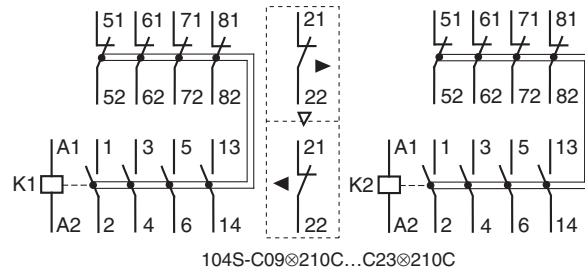 51 61 71 81 21 51 61 71 81
52 62 72 82 22 52 62 72 82
A1 1 3 5 13 21 A1 1 3 5 13
K1 K2
A2 2 4 6 14 22 A2 2 4 6 14
104S-C09⊗210C...C23⊗210C